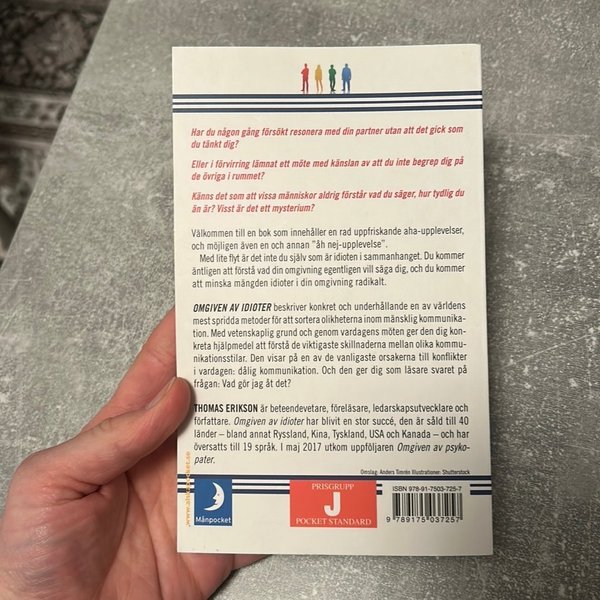 Har du någon gång försökt resonera med din partner utan att det gick som
du tänkt dig?
Eller i förvirring lämnat ett möte med känslan av att du inte begrep dig på
de övriga i rummet?
Känns det som att vissa människor aldrig förstår vad du säger, hur tydlig du
än är? Visst är det ett mysterium?
Välkommen till en bok som innehåller en rad uppfriskande aha-upplevelser,
och möjligen även en och annan "åh nej-upplevelse".
Med lite flyt är det inte du själv som är idioten i sammanhanget. Du kommer
äntligen att förstå vad din omgivning egentligen vill säga dig, och du kommer
att minska mängden idioter i din omgivning radikalt.
OMGIVEN AV IDIOTER beskriver konkret och underhållande en av världens
mest spridda metoder för att sortera olikheterna inom mänsklig kommunikation.
Med vetenskaplig grund och genom vardagens möten ger den dig kon-
kreta hjälpmedel att förstå de viktigaste skillnaderna mellan olika kommu-
nikationsstilar. Den visar på en av de vanligaste orsakerna till konflikter
i vardagen: dålig kommunikation. Och den ger dig som läsare svaret på
frågan: Vad gör jag åt det?
THOMAS ERIKSON är beteendevetare, föreläsare, ledarskapsutvecklare och
författare. Omgiven av idioter har blivit en stor succé, den är såld till 40
länder – bland annat Ryssland, Kina, Tyskland, USA och Kanada – och har
översatts till 19 språk. I maj 2017 utkom uppföljaren Omgiven av psyko-
pater.
Omslag: Anders Timrén Illustrationer: Shutterstock
Månpocket
PRISGRUPP
J
POCKET STANDARD
ISBN 978-91-7503-725-7
9 789175 037257